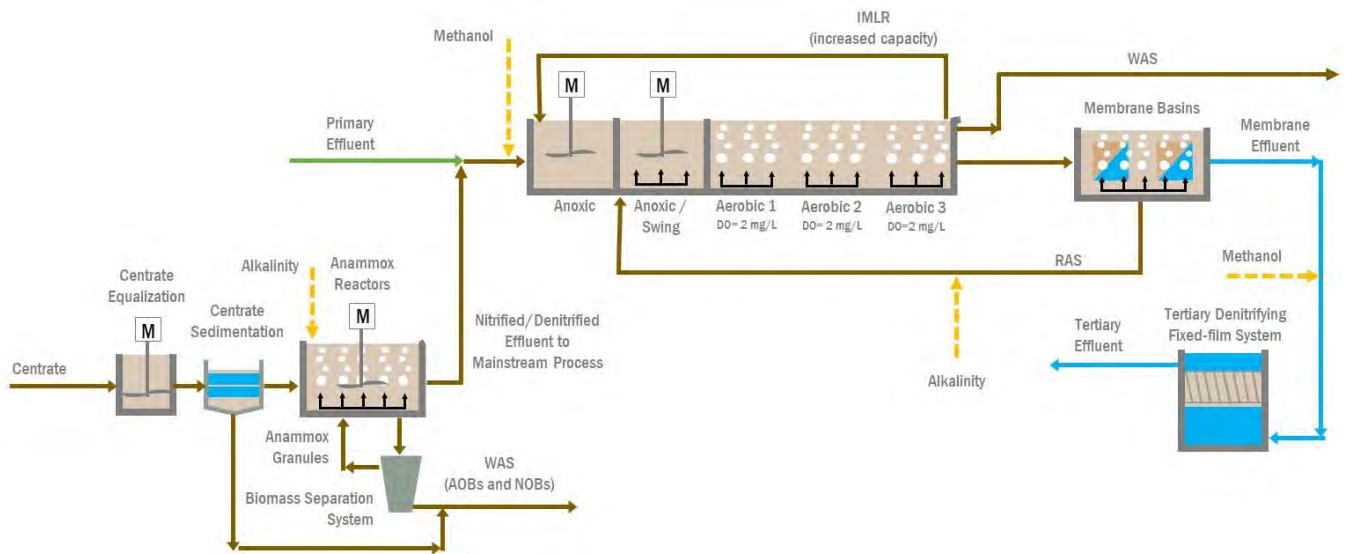 IMLR
(increased capacity)
Methanol
WAS
M
M
Membrane Basins
Membrane
Effluent
Primary
Effluent
Anoxic
Anoxic /
Swing
Aerobic 1
DO= 2 mg/L
Aerobic 2
DO= 2 mg/L
Aerobic 3
DO=2 mg/L
RAS
Methanol
Alkalinity
Anammox
Reactors
Centrate
Equalization
Centrate
Sedimentation
M
M
Nitrified/Denitrified
Effluent to
Mainstream Process
Tertiary
Effluent
Tertiary Denitrifying
Fixed-film System
Centrate
Alkalinity
Anammox
Granules
WAS
(AOBs and NOBs)
Biomass Separation
System